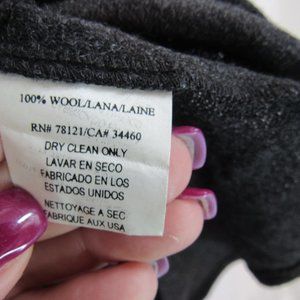 100% WOOL/LANA/LAINE
RN# 78121/CA# 34460
DRY CLEAN ONLY
LAVAR EN SECO
FABRICADO EN LOS
ESTADOS UNIDOS
NETTOYAGE A SEC
FABRIQUE AUX USA